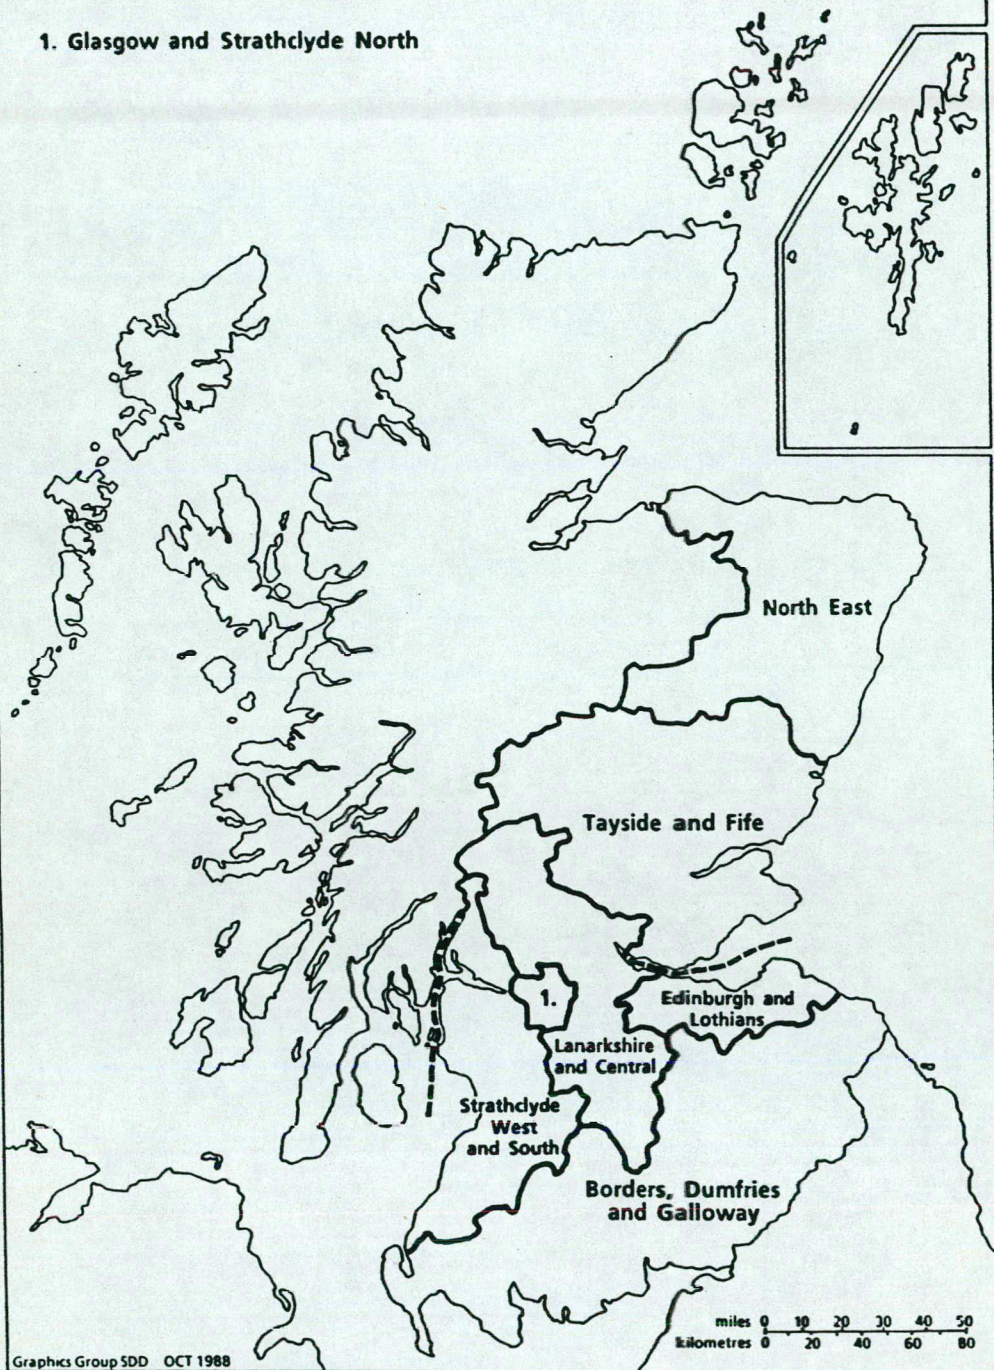 1. Glasgow and Strathclyde North
North East
Tayside and Fife
1.
Edinburgh and
Lothians
Lanarkshire
and Central
Strathclyde
West
and South
Borders, Dumfries
and Galloway
miles 0 10 20 30 40 50
kilometres 0 20 40 60 80
Graphics Group SDD OCT 1988